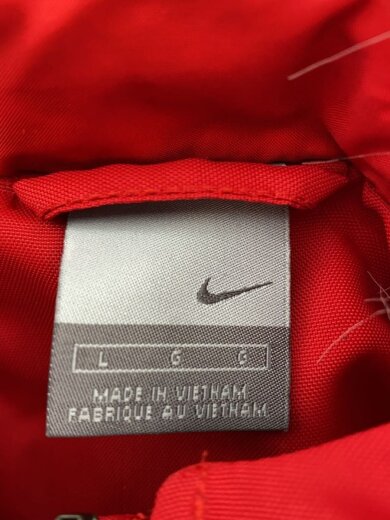 L G G
MADE IN VIETNAM
FABRIQUE AU VIETNAM